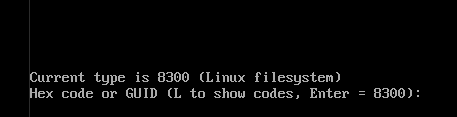 Current type is 8300 (Linux filesystem)
Hex code or GUID (L to show codes, Enter = 8300):